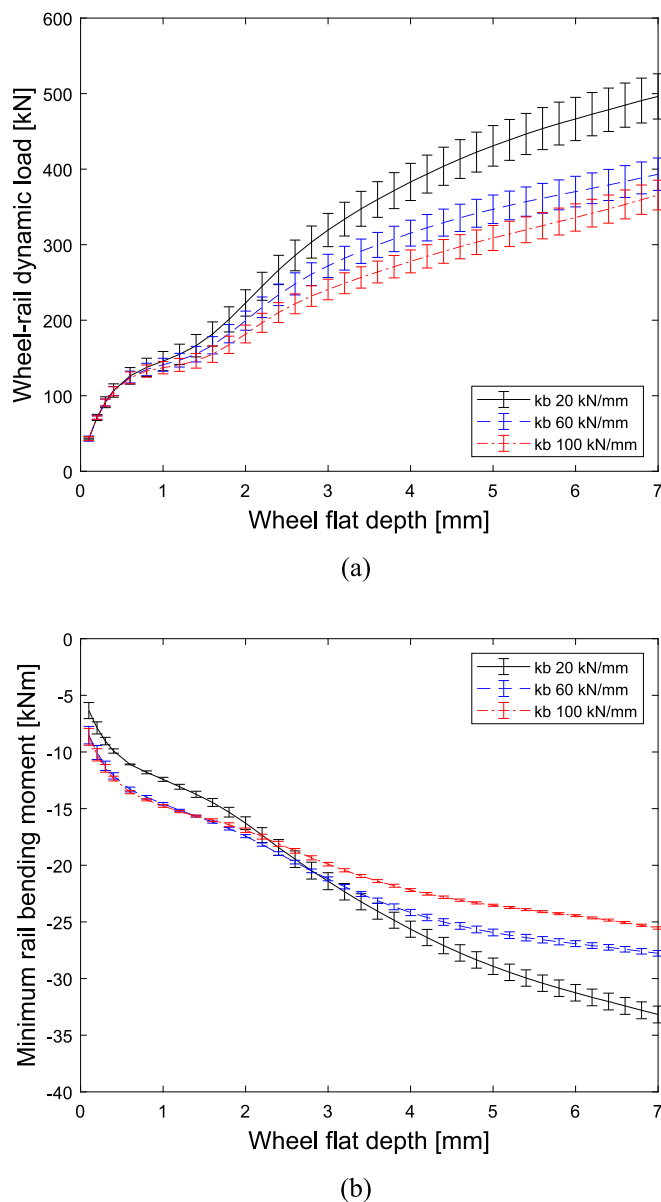 600
500
400
300
200
100
0
Wheel-rail dynamic load [kN]
kb 20 kN/mm
kb 60 kN/mm
kb 100 kN/mm
0 1 2 3 4 5 6 7
Wheel flat depth [mm]
(a)
0
-5
-10
-15
-20
-25
-30
-35
-40
Minimum rail bending moment [kNm]
kb 20 kN/mm
kb 60 kN/mm
kb 100 kN/mm
0 1 2 3 4 5 6 7
Wheel flat depth [mm]
(b)